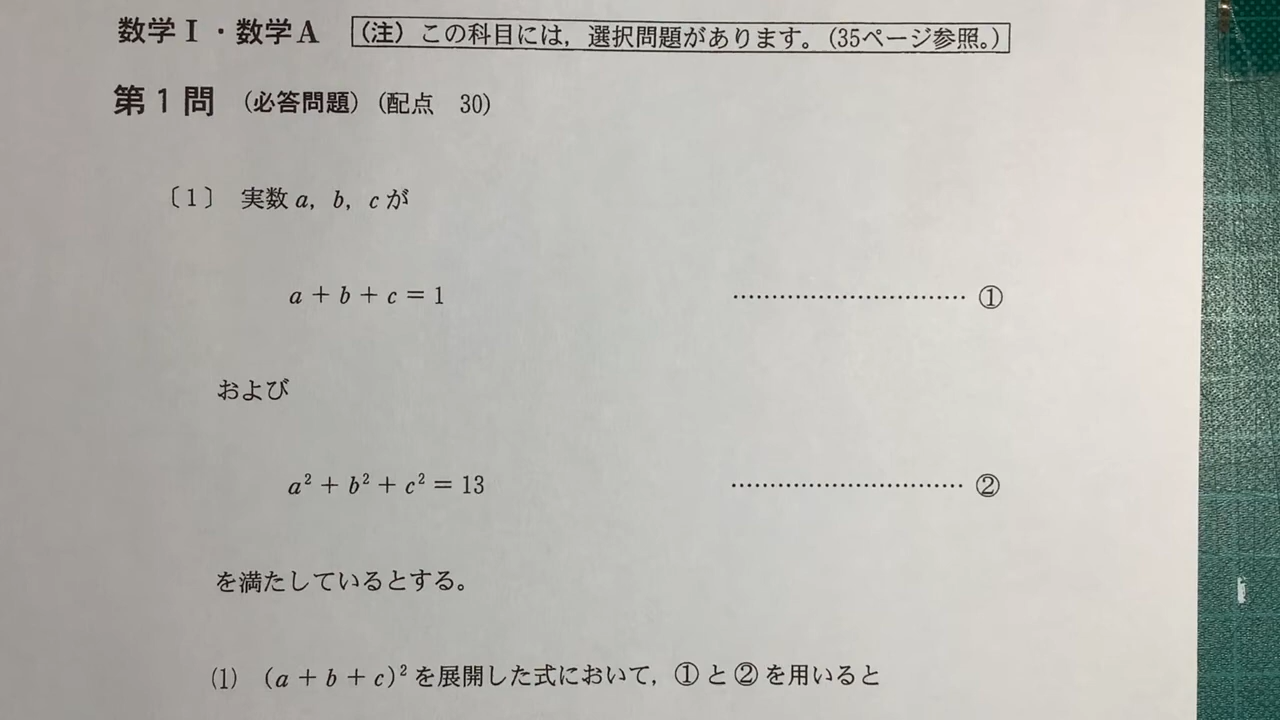 数学Ⅰ・数学A （注）この科目には，選択問題があります。（35ページ参照。）
第1問 （必答問題）（配点 30）
〔1〕 実数 a，b，c が
a + b + c = 1 ………………………… ①
および
a² + b² + c² = 13 ………………………… ②
を満たしているとする。
(1) (a + b + c)² を展開した式において，①と②を用いると